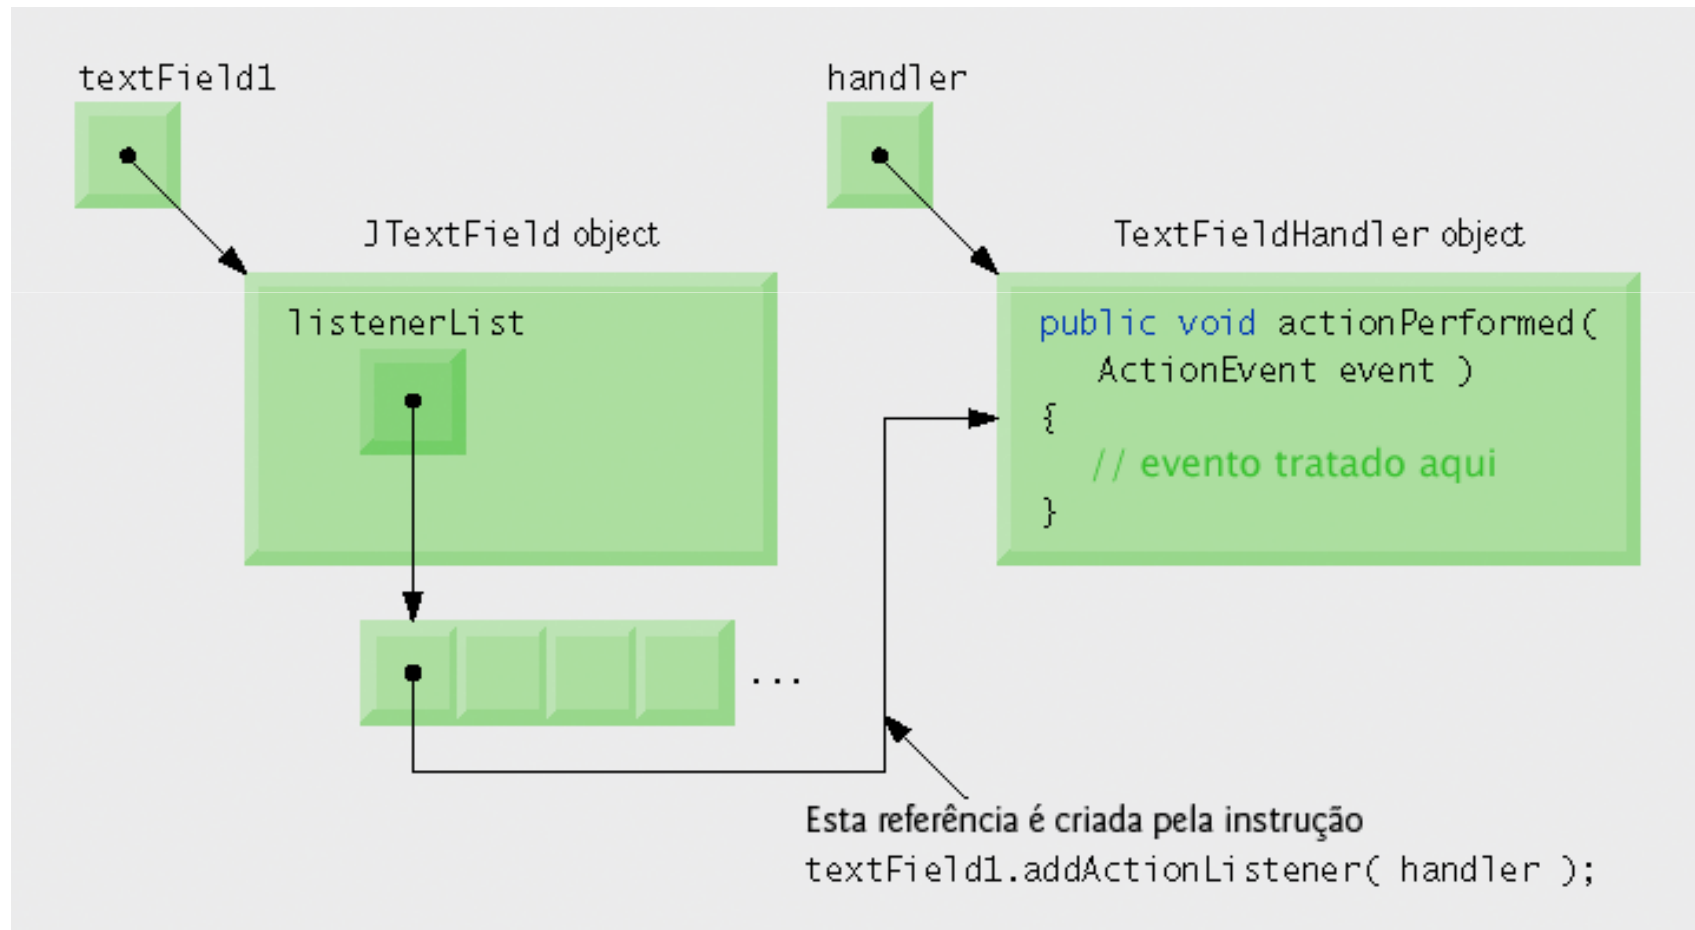 textField1
handler
JTextField object
TextFieldHandler object
listenerList
public void actionPerformed(
ActionEvent event )
{
// evento tratado aqui
}
...
Esta referência é criada pela instrução
textField1.addActionListener( handler );